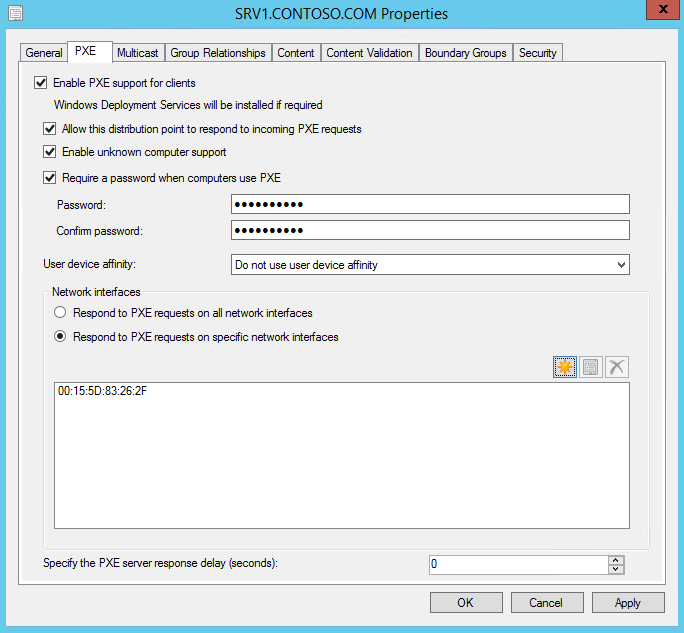 SRV1.CONTOSO.COM Properties
x
General PXE Multicast Group Relationships Content Content Validation Boundary Groups Security
Enable PXE support for clients
Windows Deployment Services will be installed if required
Allow this distribution point to respond to incoming PXE requests
Enable unknown computer support
Require a password when computers use PXE
Password: ••••••••••
Confirm password: ••••••••••
User device affinity: Do not use user device affinity
Network interfaces
Respond to PXE requests on all network interfaces
Respond to PXE requests on specific network interfaces
00:15:5D:83:26:2F
Specify the PXE server response delay (seconds): 0
OK Cancel Apply